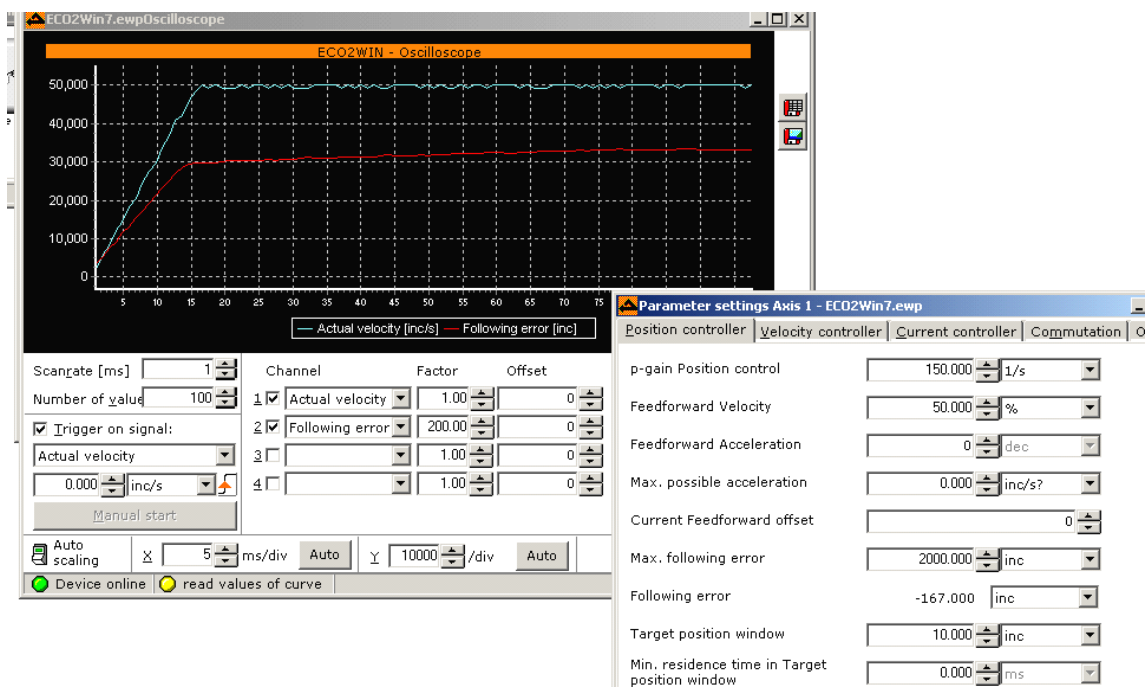 ECO2Win7.ewpOscilloscope
ECO2WIN - Oscilloscope
50,000
40,000
30,000
20,000
10,000
0
5 10 15 20 25 30 35 40 45 50 55 60 65 70 75
Actual velocity [inc/s] Following error [inc]
Scanrate [ms] 1
Number of value 100
Trigger on signal:
Actual velocity
0.000 inc/s
Manual start
Channel Factor Offset
1 Actual velocity 1.00 0
2 Following error 200.00 0
3 1.00 0
4 1.00 0
Auto scaling X 5 ms/div Auto Y 10000 /div Auto
Device online read values of curve
Parameter settings Axis 1 - ECO2Win7.ewp
Position controller Velocity controller Current controller Commutation O
p-gain Position control 150.000 1/s
Feedforward Velocity 50.000 %
Feedforward Acceleration 0 dec
Max. possible acceleration 0.000 inc/s?
Current Feedforward offset 0
Max. following error 2000.000 inc
Following error -167.000 inc
Target position window 10.000 inc
Min. residence time in Target
position window 0.000 ms